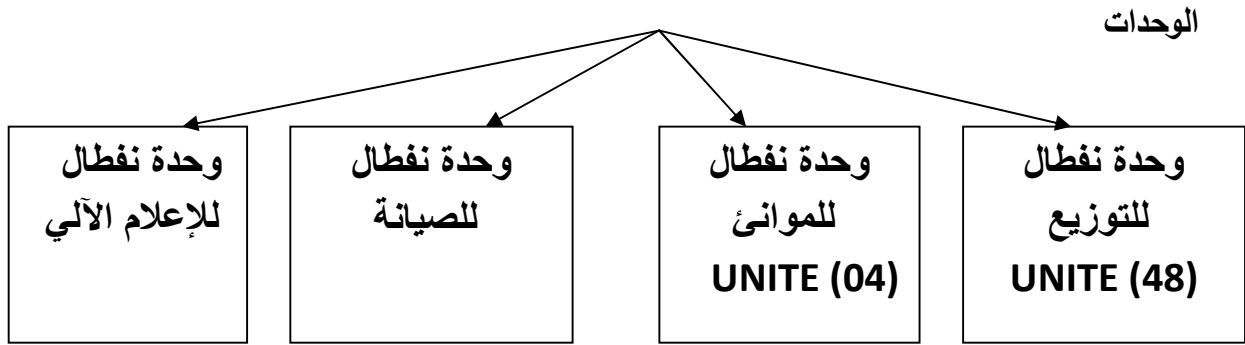 الوحدات
وحدة نفطال
للتوزيع
UNITE (48)
وحدة نفطال
للموانئ
UNITE (04)
وحدة نفطال
للصيانة
وحدة نفطال
للإعلام الآلي